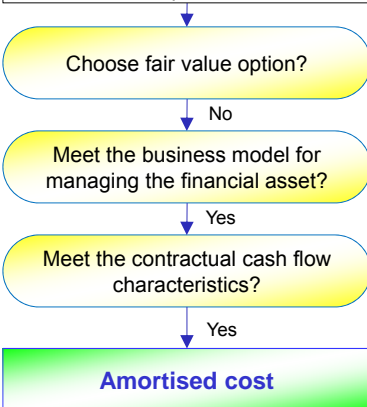 Choose fair value option?
No
Meet the business model for
managing the financial asset?
Yes
Meet the contractual cash flow
characteristics?
Yes
Amortised cost